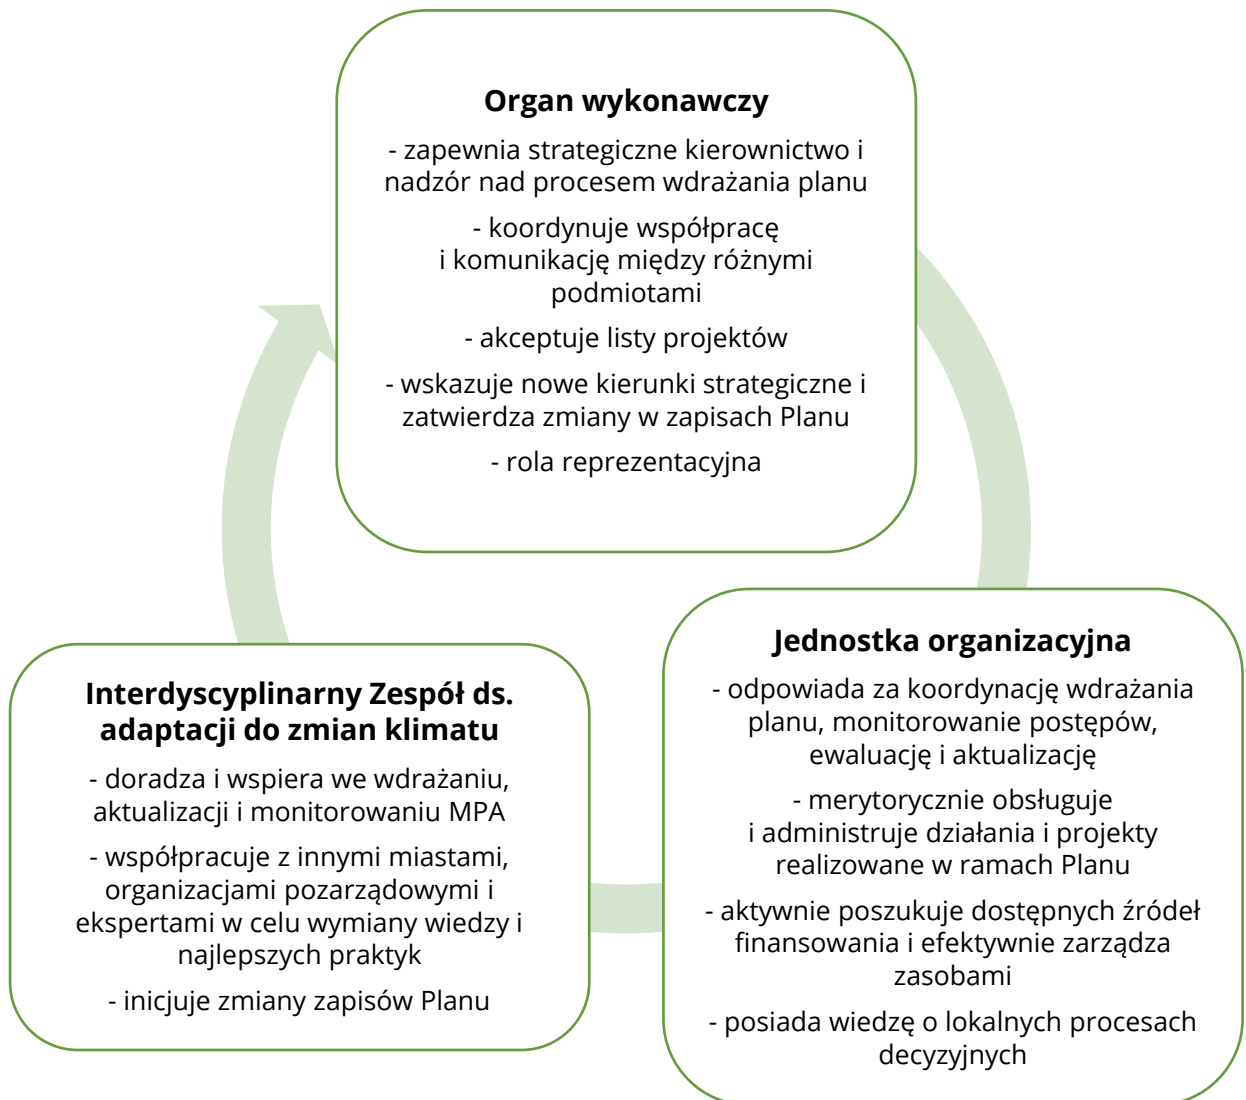 Organ wykonawczy
- zapewnia strategiczne kierownictwo i
nadzór nad procesem wdrażania planu
- koordynuje współpracę
i komunikację między różnymi
podmiotami
- akceptuje listy projektów
- wskazuje nowe kierunki strategiczne i
zatwierdza zmiany w zapisach Planu
- rola reprezentacyjna
Jednostka organizacyjna
- odpowiada za koordynację wdrażania
planu, monitorowanie postępów,
ewaluację i aktualizację
- merytorycznie obsługuje
i administruje działania i projekty
realizowane w ramach Planu
- aktywnie poszukuje dostępnych źródeł
finansowania i efektywnie zarządza
zasobami
- posiada wiedzę o lokalnych procesach
decyzyjnych
Interdyscyplinarny Zespół ds.
adaptacji do zmian klimatu
- doradza i wspiera we wdrażaniu,
aktualizacji i monitorowaniu MPA
- współpracuje z innymi miastami,
organizacjami pozarządowymi i
ekspertami w celu wymiany wiedzy i
najlepszych praktyk
- inicjuje zmiany zapisów Planu